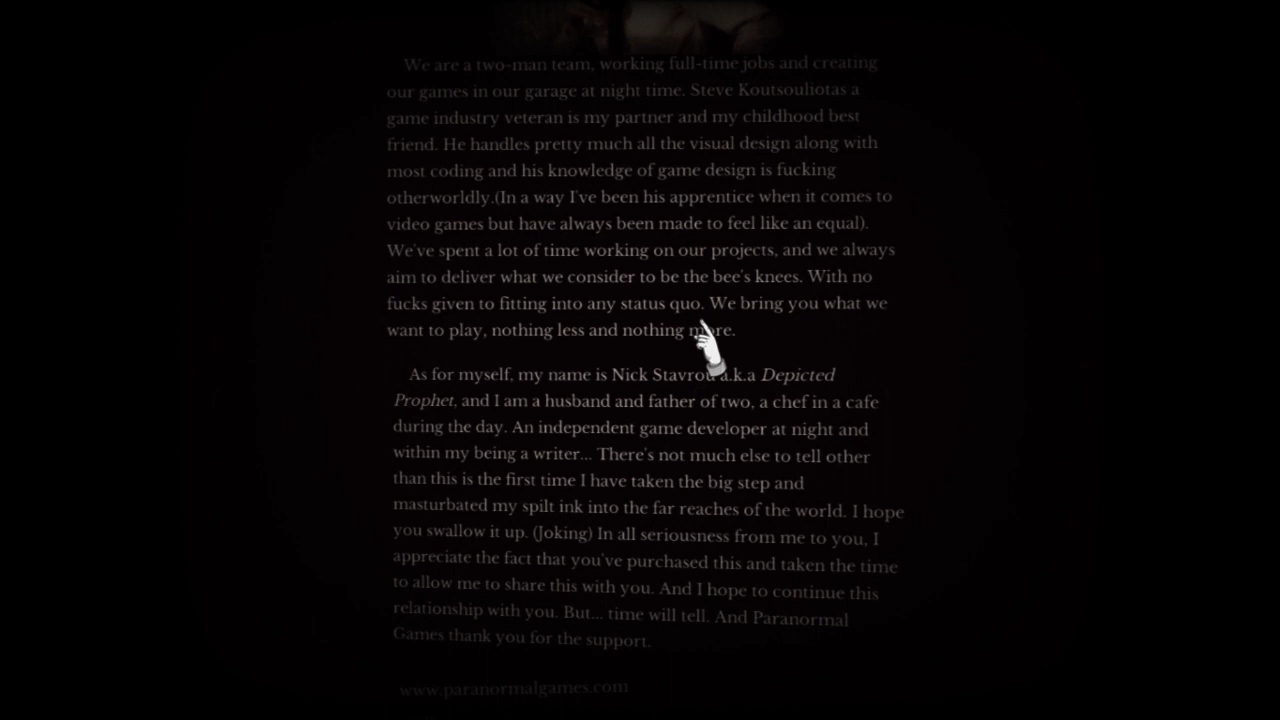 We are a two-man team, working full-time jobs and creating
our games in our garage at night time. Steve Koutsouliotas a
game industry veteran is my partner and my childhood best
friend. He handles pretty much all the visual design along with
most coding and his knowledge of game design is fucking
otherworldly.(In a way I've been his apprentice when it comes to
video games but have always been made to feel like an equal).
We've spent a lot of time working on our projects, and we always
aim to deliver what we consider to be the bee's knees. With no
fucks given to fitting into any status quo. We bring you what we
want to play, nothing less and nothing more.
As for myself, my name is Nick Stavrou a.k.a Depicted
Prophet, and I am a husband and father of two, a chef in a cafe
during the day. An independent game developer at night and
within my being a writer... There's not much else to tell other
than this is the first time I have taken the big step and
masturbated my spilt ink into the far reaches of the world. I hope
you swallow it up. (Joking) In all seriousness from me to you, I
appreciate the fact that you've purchased this and taken the time
to allow me to share this with you. And I hope to continue this
relationship with you. But... time will tell. And Paranormal
Games thank you for the support.
www.paranormalgames.com